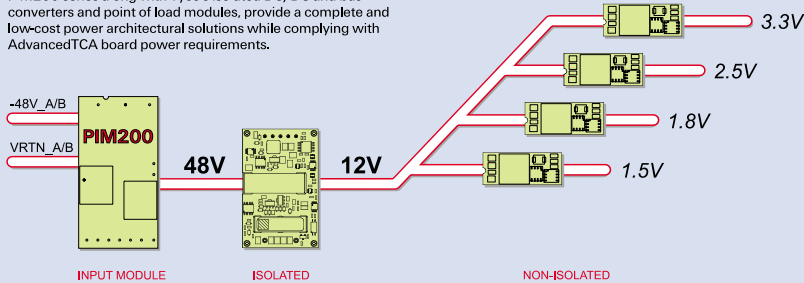 converters and point of load modules, provide a complete and
low-cost power architectural solutions while complying with
AdvancedTCA board power requirements.
3.3V
2.5V
-48V_A/B
PIM200
1.8V
VRTN_A/B
48V
12V
1.5V
INPUT MODULE
ISOLATED
NON-ISOLATED